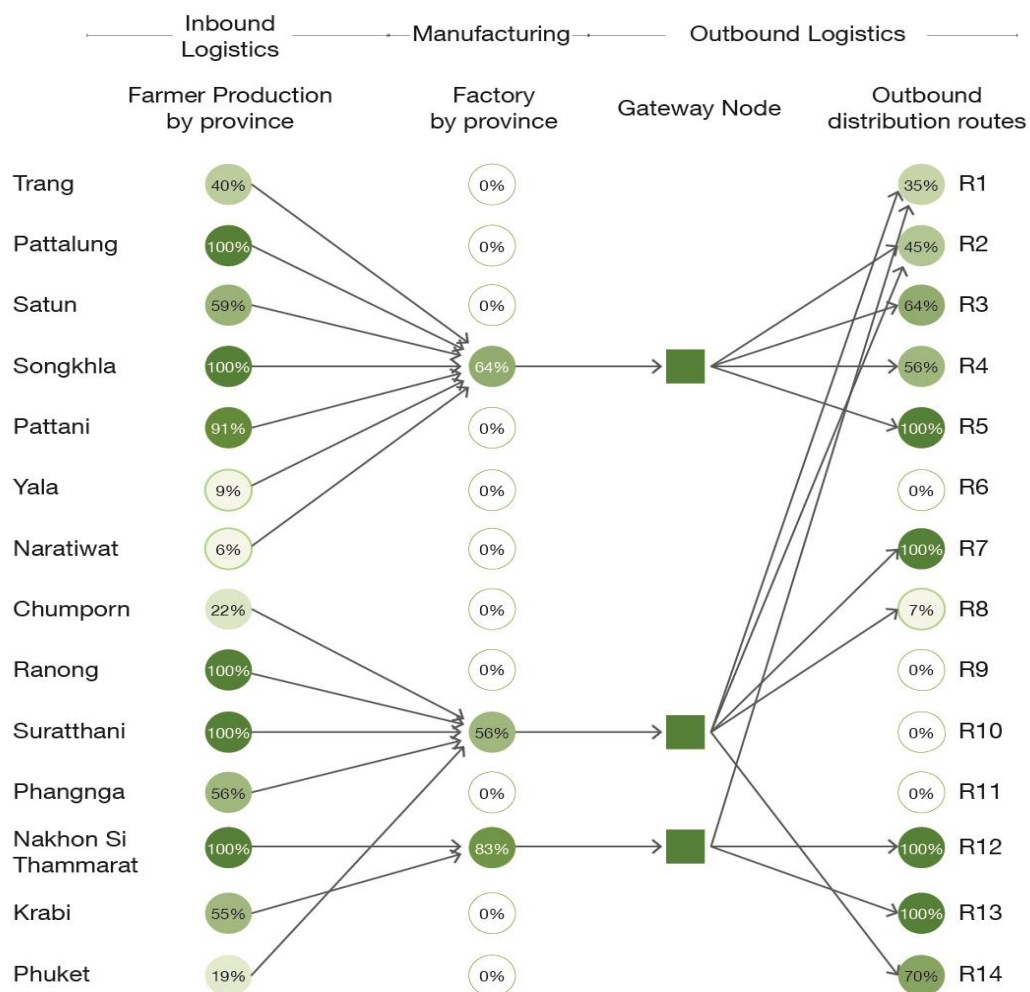 Inbound
Logistics
Manufacturing
Outbound Logistics
Farmer Production
by province
Factory
by province
Gateway Node
Outbound
distribution routes
Trang 40% 0% 35% R1
Pattalung 100% 0% 45% R2
Satun 59% 0% 64% R3
Songkhla 100% 64% 56% R4
Pattani 91% 0% 100% R5
Yala 9% 0% 0% R6
Naratiwat 6% 0% 100% R7
Chumporn 22% 0% 7% R8
Ranong 100% 0% 0% R9
Suratthani 100% 56% 0% R10
Phangnga 56% 0% 0% R11
Nakhon Si
Thammarat 100% 83% 100% R12
Krabi 55% 0% 100% R13
Phuket 19% 0% 70% R14